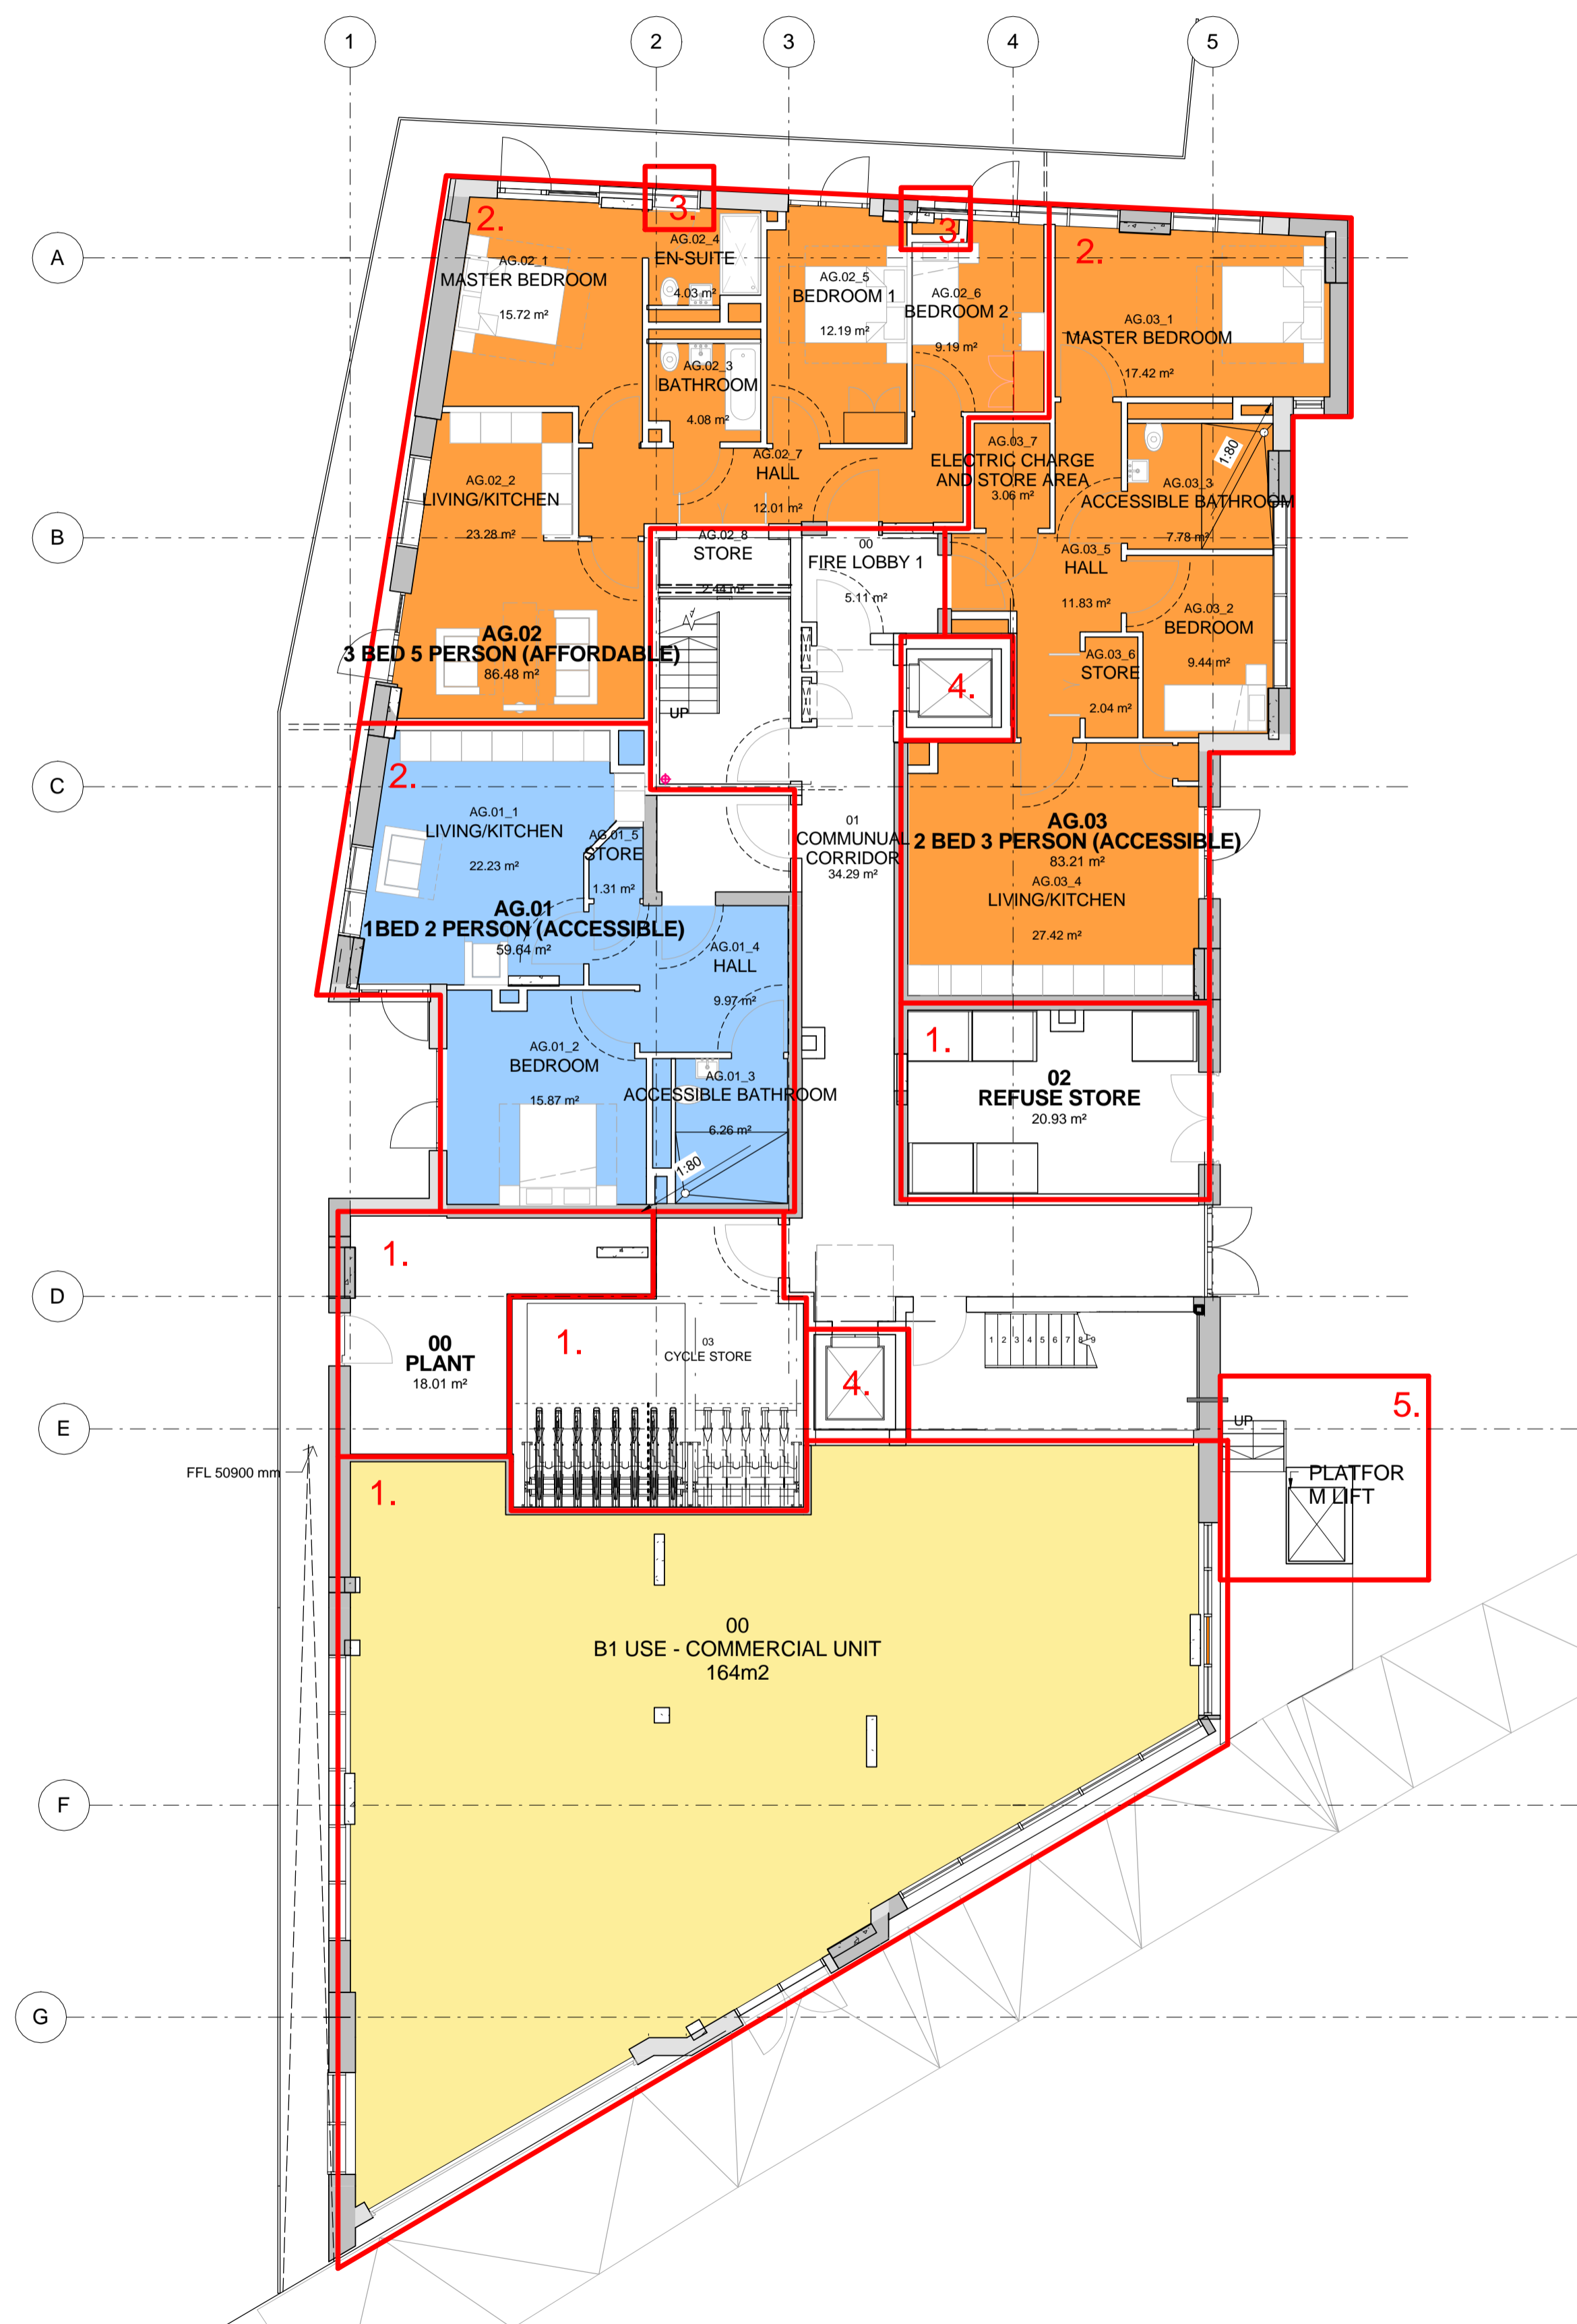 1
2
3
4
5
A
B
C
D
E
F
G
2.
3.
3.
2.
AG.02_1
MASTER BEDROOM
15.72 m²
AG.02_4
EN-SUITE
4.03 m²
AG.02_5
BEDROOM 1
12.19 m²
AG.02_6
BEDROOM 2
9.19 m²
AG.03_1
MASTER BEDROOM
17.42 m²
AG.02_3
BATHROOM
4.08 m²
AG.02_2
LIVING/KITCHEN
23.28 m²
AG.02_7
HALL
12.01 m²
AG.03_7
ELECTRIC CHARGE
AND STORE AREA
3.06 m²
1:80
AG.03_3
ACCESSIBLE BATHROOM
7.78 m²
AG.02_8
STORE
2.44 m²
00
FIRE LOBBY 1
5.11 m²
AG.03_5
HALL
11.83 m²
AG.03_2
BEDROOM
9.44 m²
AG.02
3 BED 5 PERSON (AFFORDABLE)
86.48 m²
AG.03_6
STORE
2.04 m²
4.
UP
2.
AG.01_1
LIVING/KITCHEN
22.23 m²
AG.01_5
STORE
1.31 m²
01
COMMUNUAL
CORRIDOR
34.29 m²
AG.03
2 BED 3 PERSON (ACCESSIBLE)
83.21 m²
AG.03_4
LIVING/KITCHEN
27.42 m²
AG.01
1BED 2 PERSON (ACCESSIBLE)
59.64 m²
AG.01_4
HALL
9.97 m²
AG.01_2
BEDROOM
15.87 m²
AG.01_3
ACCESSIBLE BATHROOM
6.26 m²
1:80
1.
02
REFUSE STORE
20.93 m²
1.
00
PLANT
18.01 m²
1.
03
CYCLE STORE
4.
1 2 3 4 5 6 7 8 9
5.
UP
PLATFOR
M LIFT
FFL 50900 mm
1.
00
B1 USE - COMMERCIAL UNIT
164m2